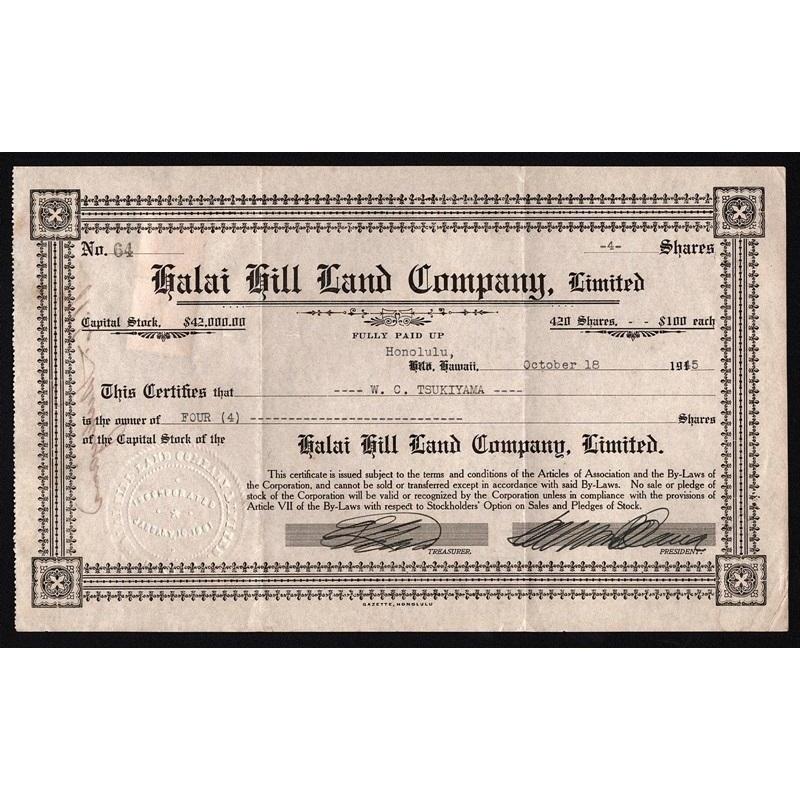 No. 64 -4- Shares
Halai Hill Land Company, Limited
Capital Stock, $42,000.00 420 Shares, - - $100 each
FULLY PAID UP
Honolulu,
Hilo, Hawaii, October 18 1945
This Certifies that ---- W. C. TSUKIYAMA ----
is the owner of FOUR (4) ------------------------ Shares
of the Capital Stock of the Halai Hill Land Company, Limited.
This certificate is issued subject to the terms and conditions of the Articles of Association and the By-Laws of
the Corporation, and cannot be sold or transferred except in accordance with said By-Laws. No sale or pledge of
stock of the Corporation will be valid or recognized by the Corporation unless in compliance with the provisions of
Article VII of the By-Laws with respect to Stockholders' Option on Sales and Pledges of Stock.
TREASURER. PRESIDENT.
LAND COMPANY
INCORPORATED
JANUARY
GAZETTE, HONOLULU